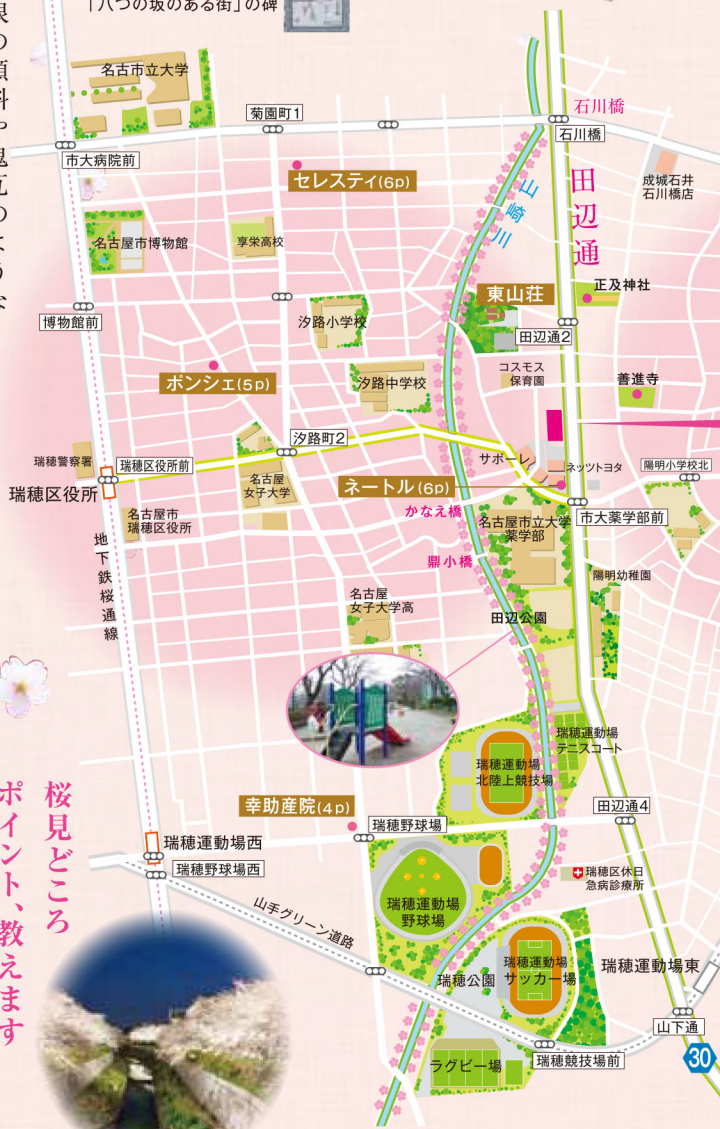 「八つの坂のある街」の碑
名古屋市立大学
菊園町1
石川橋
石川橋
市大病院前
セレスティ(6p)
山崎川
田辺通
成城石井
石川橋店
名古屋市博物館
享栄高校
東山荘
正及神社
博物館前
汐路小学校
田辺通2
コスモス
保育園
善進寺
ポンシェ(5p)
汐路中学校
汐路町2
瑞穂警察署
瑞穂区役所前
サポーレ
ネッツトヨタ
陽明小学校北
瑞穂区役所
名古屋
女子大学
ネートル(6p)
かなえ橋
市大薬学部前
名古屋市
瑞穂区役所
名古屋市立大学
薬学部
地下鉄桜通線
鼎小橋
陽明幼稚園
名古屋
女子大学高
田辺公園
瑞穂運動場
テニスコート
瑞穂運動場
北陸上競技場
幸助産院(4p)
瑞穂野球場
田辺通4
瑞穂運動場西
瑞穂野球場西
瑞穂区休日
急病診療所
桜見どころ
ポイント、教えます
瑞穂運動場
野球場
山手グリーン道路
瑞穂公園
瑞穂運動場
サッカー場
瑞穂運動場東
山下通
瑞穂競技場前
ラグビー場
30